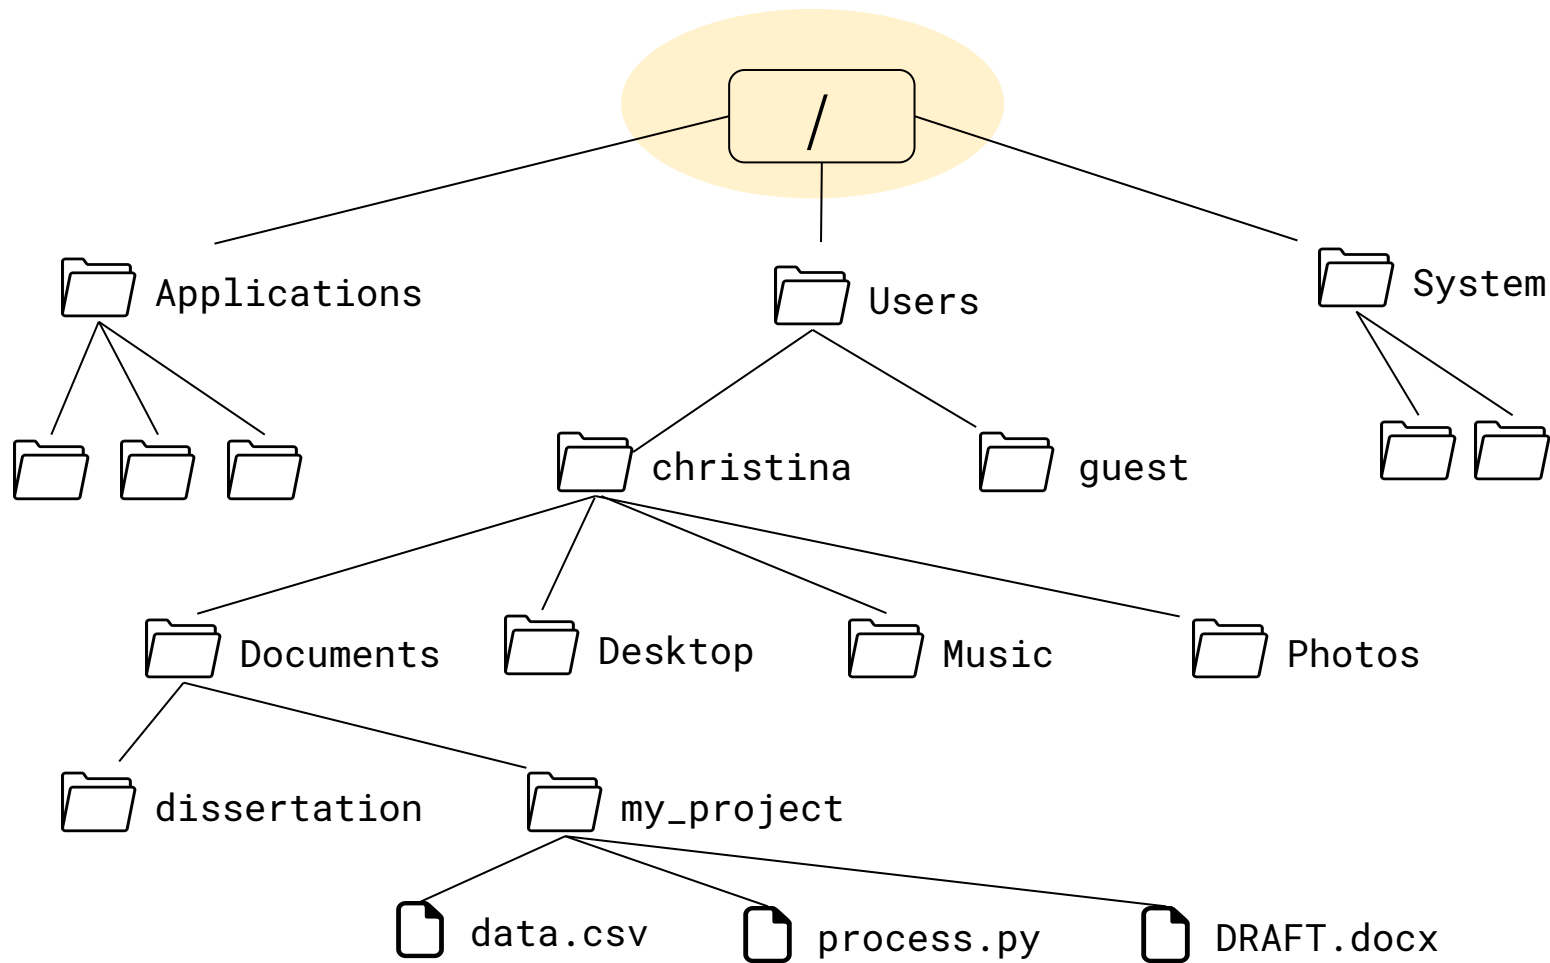 /
Applications
Users
System
christina
guest
Documents
Desktop
Music
Photos
dissertation
my_project
data.csv
process.py
DRAFT.docx